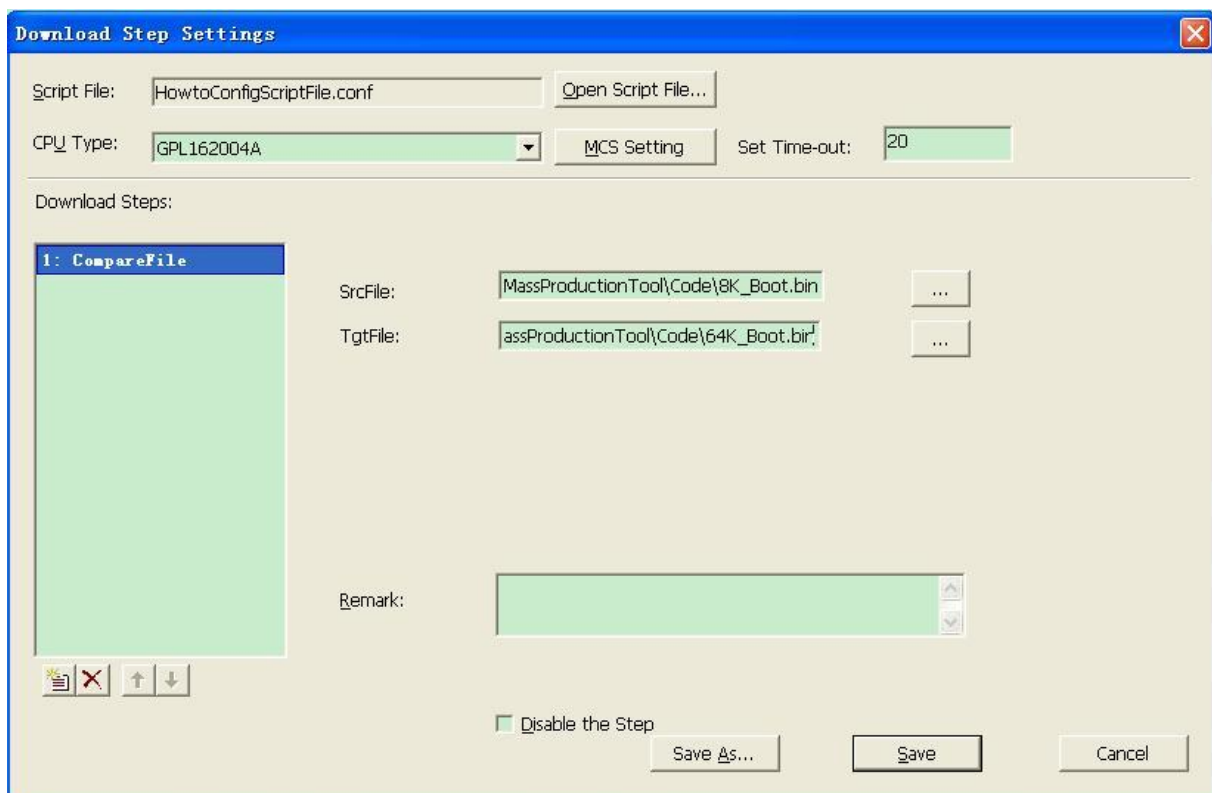 Download Step Settings
Script File: HowtoConfigScriptFile.conf Open Script File...
CPU Type: GPL162004A MCS Setting Set Time-out: 20
Download Steps:
1: CompareFile
SrcFile: MassProductionTool\Code\8K_Boot.bin ...
TgtFile: assProductionTool\Code\64K_Boot.bin ...
Remark:
Disable the Step
Save As... Save Cancel